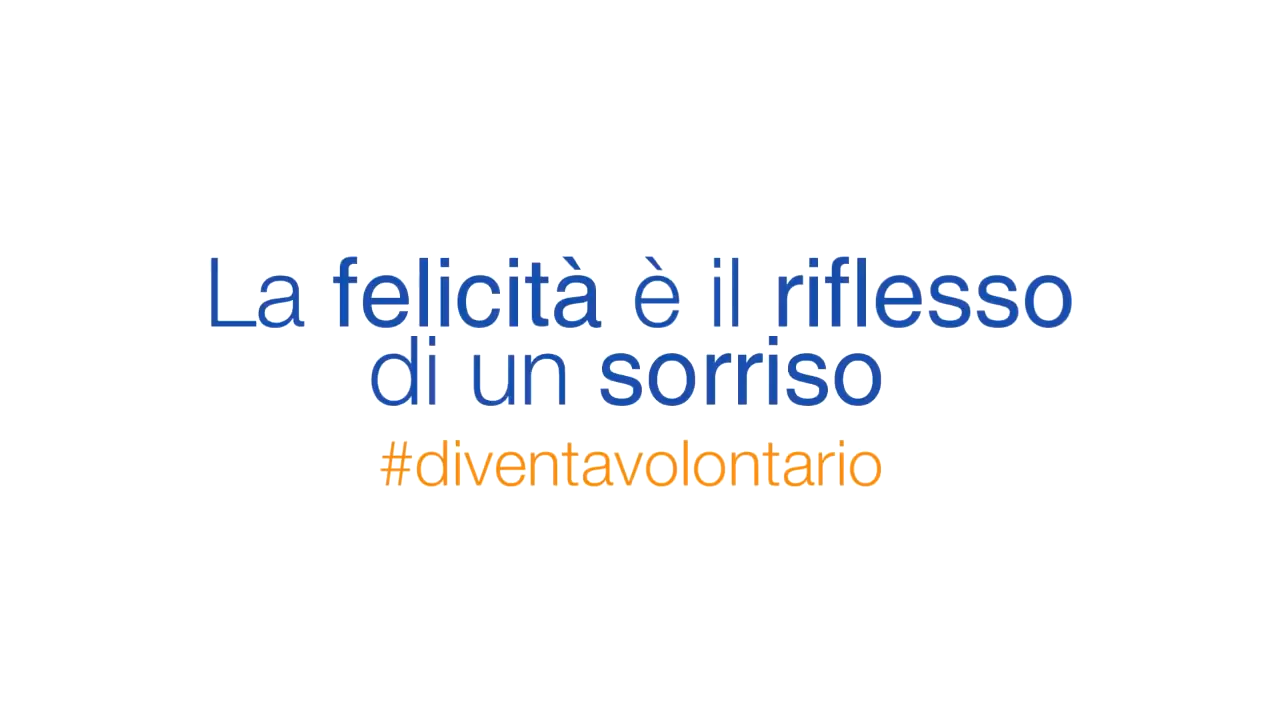 La felicità è il riflesso
di un sorriso
#diventavolontario